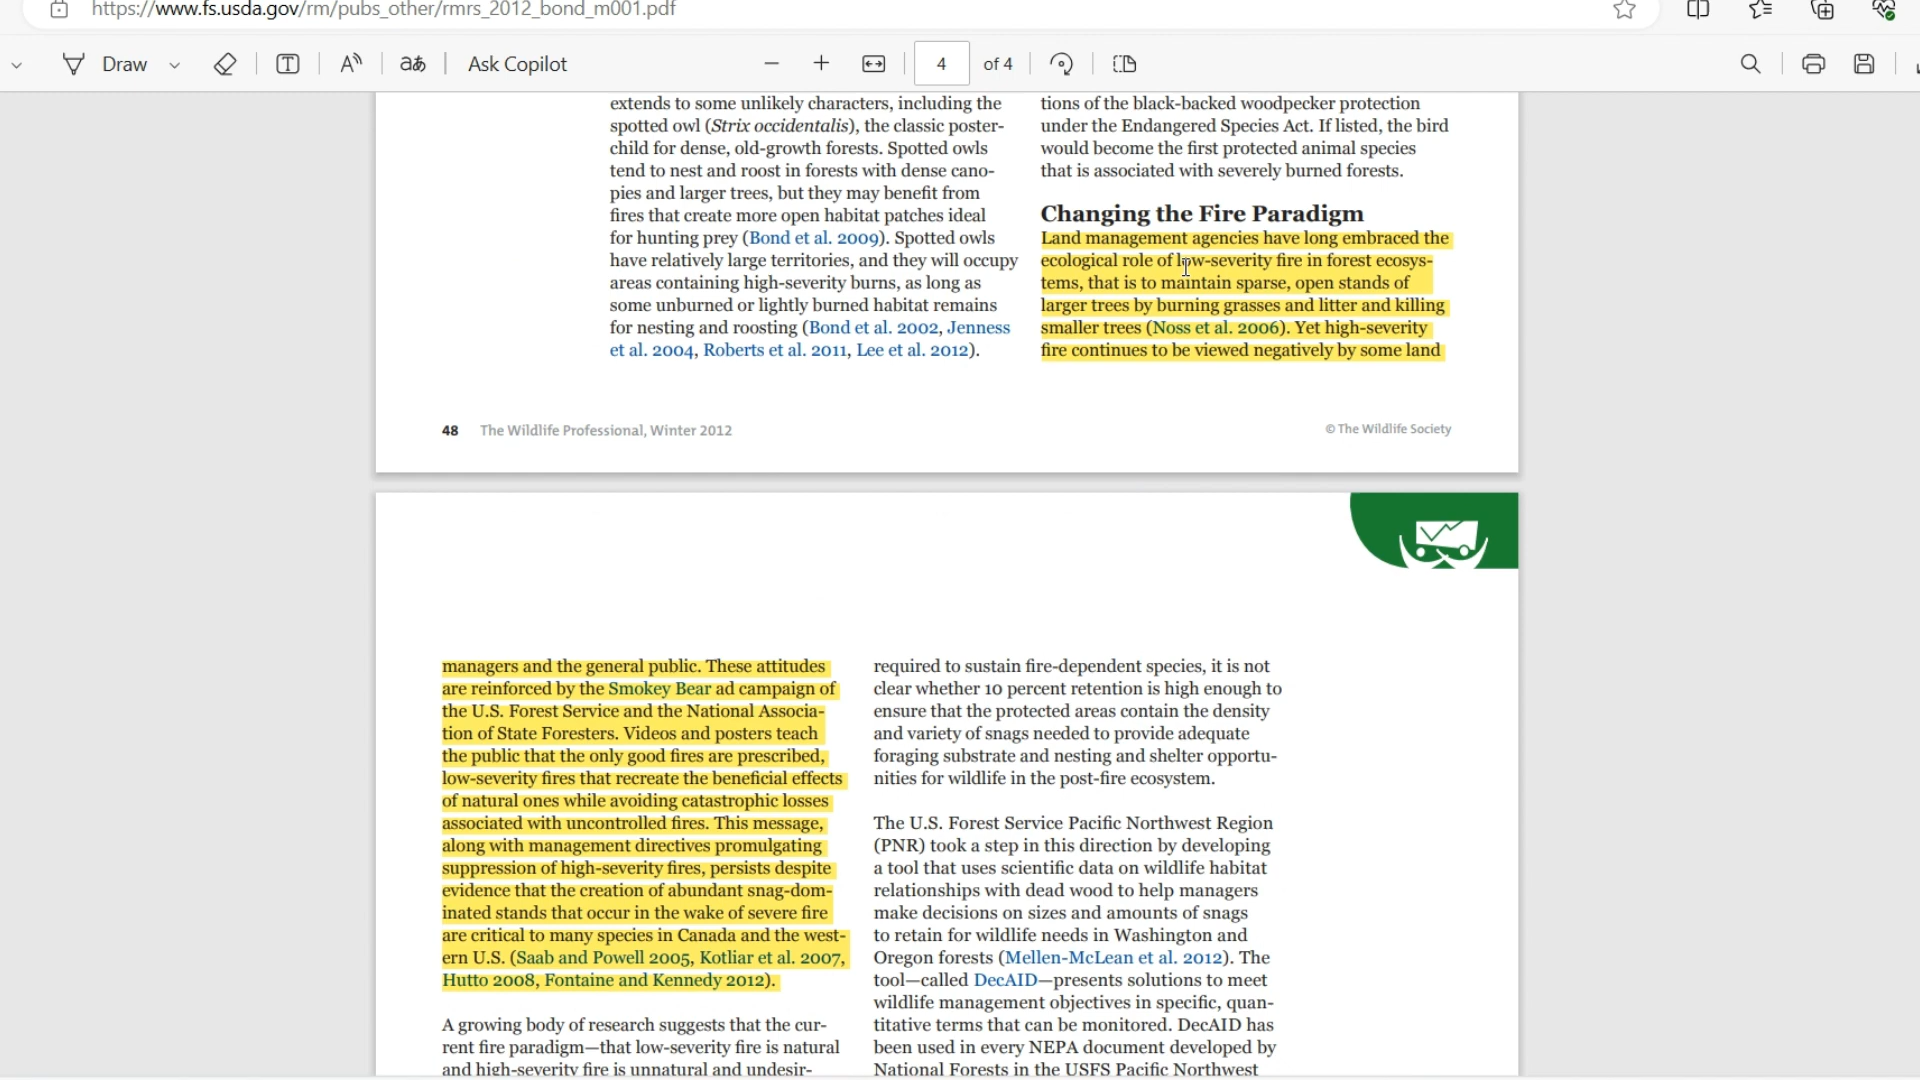 https://www.fs.usda.gov/rm/pubs_other/rmrs_2012_bond_m001.pdf
Draw
aあ
Ask Copilot
4 of 4
extends to some unlikely characters, including the
spotted owl (Strix occidentalis), the classic poster-
child for dense, old-growth forests. Spotted owls
tend to nest and roost in forests with dense cano-
pies and larger trees, but they may benefit from
fires that create more open habitat patches ideal
for hunting prey (Bond et al. 2009). Spotted owls
have relatively large territories, and they will occupy
areas containing high-severity burns, as long as
some unburned or lightly burned habitat remains
for nesting and roosting (Bond et al. 2002, Jenness
et al. 2004, Roberts et al. 2011, Lee et al. 2012).
tions of the black-backed woodpecker protection
under the Endangered Species Act. If listed, the bird
would become the first protected animal species
that is associated with severely burned forests.
Changing the Fire Paradigm
Land management agencies have long embraced the
ecological role of low-severity fire in forest ecosys-
tems, that is to maintain sparse, open stands of
larger trees by burning grasses and litter and killing
smaller trees (Noss et al. 2006). Yet high-severity
fire continues to be viewed negatively by some land
48 The Wildlife Professional, Winter 2012
© The Wildlife Society
managers and the general public. These attitudes
are reinforced by the Smokey Bear ad campaign of
the U.S. Forest Service and the National Associa-
tion of State Foresters. Videos and posters teach
the public that the only good fires are prescribed,
low-severity fires that recreate the beneficial effects
of natural ones while avoiding catastrophic losses
associated with uncontrolled fires. This message,
along with management directives promulgating
suppression of high-severity fires, persists despite
evidence that the creation of abundant snag-dom-
inated stands that occur in the wake of severe fire
are critical to many species in Canada and the west-
ern U.S. (Saab and Powell 2005, Kotliar et al. 2007,
Hutto 2008, Fontaine and Kennedy 2012).
A growing body of research suggests that the cur-
rent fire paradigm—that low-severity fire is natural
and high-severity fire is unnatural and undesir-
required to sustain fire-dependent species, it is not
clear whether 10 percent retention is high enough to
ensure that the protected areas contain the density
and variety of snags needed to provide adequate
foraging substrate and nesting and shelter opportu-
nities for wildlife in the post-fire ecosystem.
The U.S. Forest Service Pacific Northwest Region
(PNR) took a step in this direction by developing
a tool that uses scientific data on wildlife habitat
relationships with dead wood to help managers
make decisions on sizes and amounts of snags
to retain for wildlife needs in Washington and
Oregon forests (Mellen-McLean et al. 2012). The
tool—called DecAID—presents solutions to meet
wildlife management objectives in specific, quan-
titative terms that can be monitored. DecAID has
been used in every NEPA document developed by
National Forests in the USFS Pacific Northwest